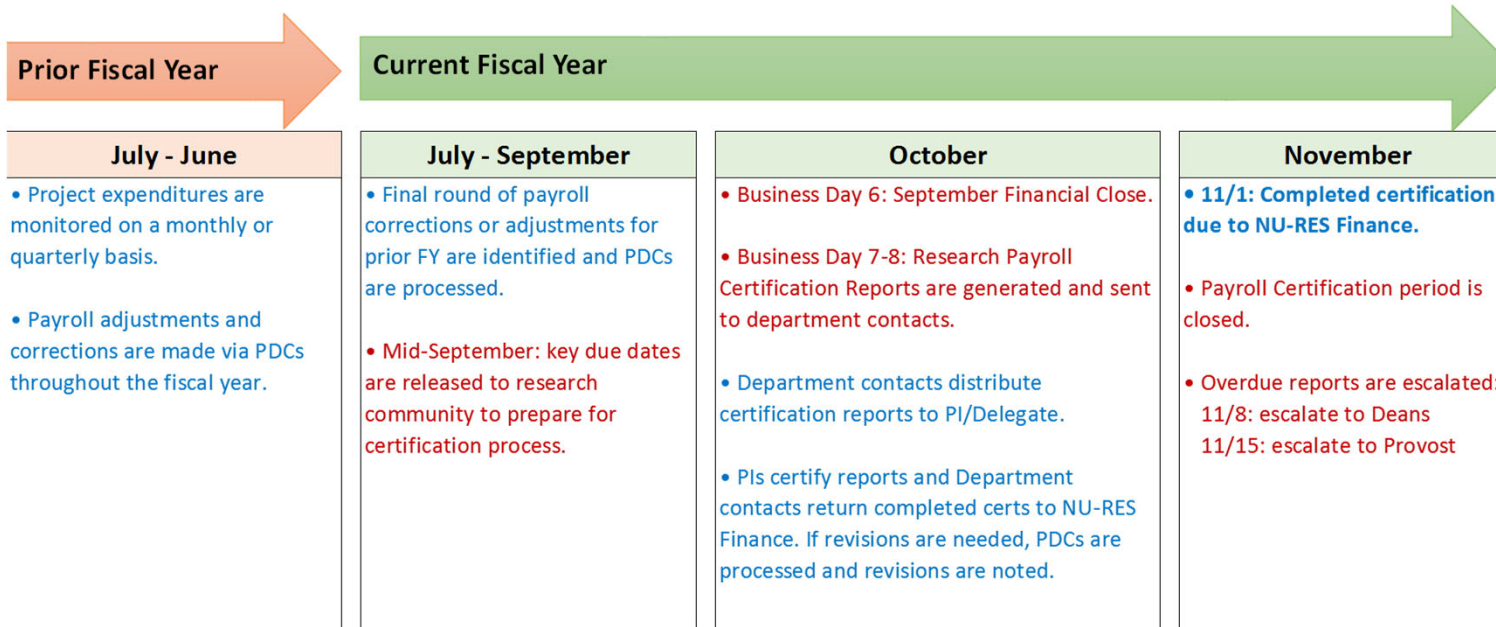 Prior Fiscal Year
Current Fiscal Year
July - June
• Project expenditures are
monitored on a monthly or
quarterly basis.
• Payroll adjustments and
corrections are made via PDCs
throughout the fiscal year.
July - September
• Final round of payroll
corrections or adjustments for
prior FY are identified and PDCs
are processed.
• Mid-September: key due dates
are released to research
community to prepare for
certification process.
October
• Business Day 6: September Financial Close.
• Business Day 7-8: Research Payroll
Certification Reports are generated and sent
to department contacts.
• Department contacts distribute
certification reports to PI/Delegate.
• PIs certify reports and Department
contacts return completed certs to NU-RES
Finance. If revisions are needed, PDCs are
processed and revisions are noted.
November
• 11/1: Completed certification
due to NU-RES Finance.
• Payroll Certification period is
closed.
• Overdue reports are escalated:
11/8: escalate to Deans
11/15: escalate to Provost